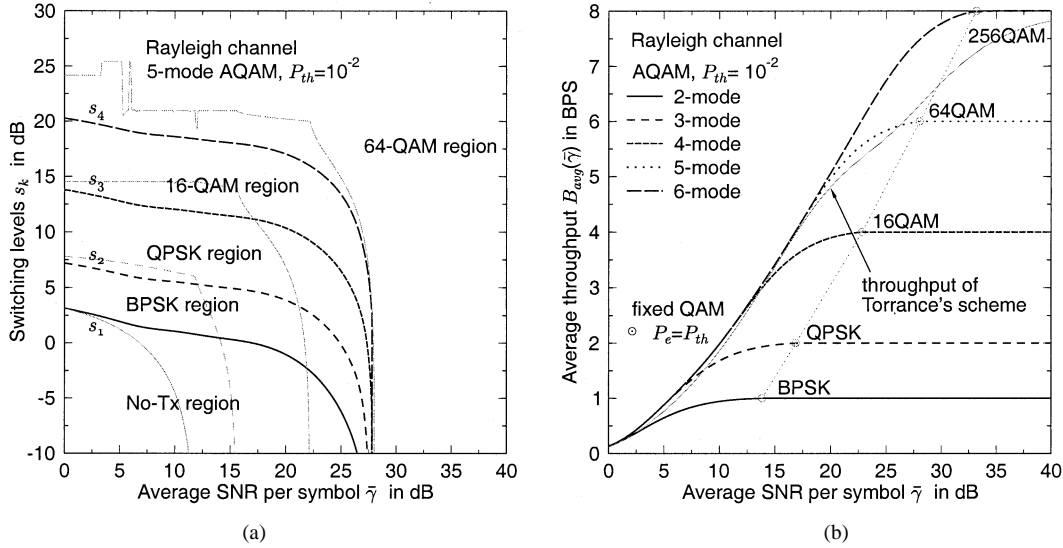 30
25
20
15
10
5
0
-5
-10
Switching levels s_k in dB
Rayleigh channel
5-mode AQAM, P_th=10^-2
s_4
64-QAM region
s_3
16-QAM region
s_2
QPSK region
BPSK region
s_1
No-Tx region
0 5 10 15 20 25 30 35 40
Average SNR per symbol γ̄ in dB
(a)
8
7
6
5
4
3
2
1
0
Average throughput B_avg(γ̄) in BPS
Rayleigh channel
AQAM, P_th= 10^-2
2-mode
3-mode
4-mode
5-mode
6-mode
256QAM
64QAM
16QAM
throughput of
Torrance's scheme
fixed QAM
P_e=P_th
QPSK
BPSK
0 5 10 15 20 25 30 35 40
Average SNR per symbol γ̄ in dB
(b)